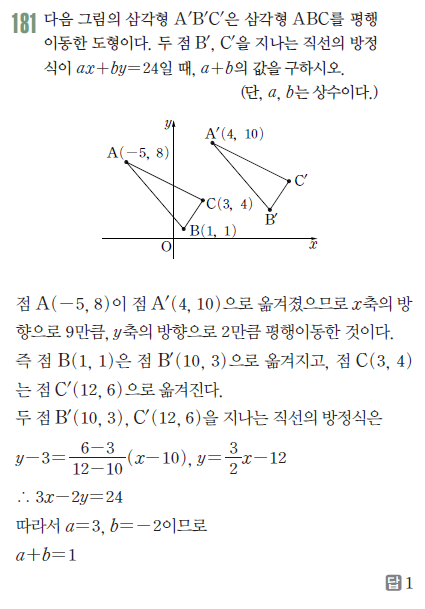 181 다음 그림의 삼각형 A′B′C′은 삼각형 ABC를 평행
이동한 도형이다. 두 점 B′, C′을 지나는 직선의 방정
식이 ax+by=24일 때, a+b의 값을 구하시오.
(단, a, b는 상수이다.)
y
A′(4, 10)
A(−5, 8)
C′
C(3, 4)
B′
B(1, 1)
O
x
점 A(−5, 8)이 점 A′(4, 10)으로 옮겨졌으므로 x축의 방
향으로 9만큼, y축의 방향으로 2만큼 평행이동한 것이다.
즉 점 B(1, 1)은 점 B′(10, 3)으로 옮겨지고, 점 C(3, 4)
는 점 C′(12, 6)으로 옮겨진다.
두 점 B′(10, 3), C′(12, 6)을 지나는 직선의 방정식은
y−3=\frac{6−3}{12−10}(x−10), y=\frac{3}{2}x−12
∴ 3x−2y=24
따라서 a=3, b=−2이므로
a+b=1
답 1